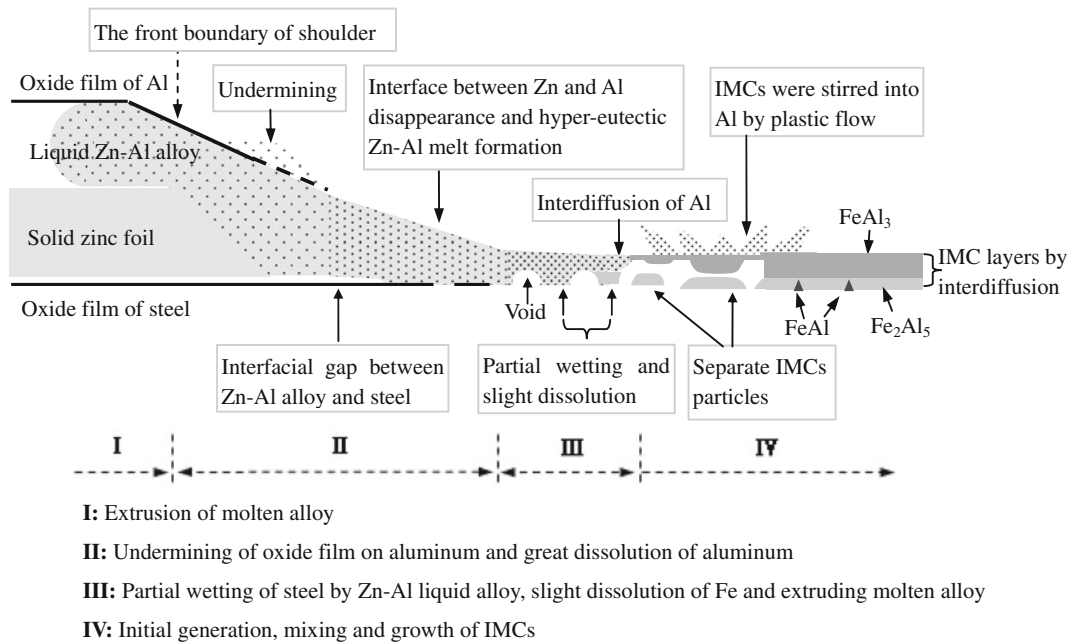 The front boundary of shoulder
Oxide film of Al
Undermining
Interface between Zn and Al
disappearance and hyper-eutectic
Zn-Al melt formation
IMCs were stirred into
Al by plastic flow
Liquid Zn-Al alloy
Interdiffusion of Al
FeAl3
Solid zinc foil
IMC layers by
interdiffusion
Oxide film of steel
Void
FeAl
Fe2Al5
Interfacial gap between
Zn-Al alloy and steel
Partial wetting and
slight dissolution
Separate IMCs
particles
I
II
III
IV
I: Extrusion of molten alloy
II: Undermining of oxide film on aluminum and great dissolution of aluminum
III: Partial wetting of steel by Zn-Al liquid alloy, slight dissolution of Fe and extruding molten alloy
IV: Initial generation, mixing and growth of IMCs